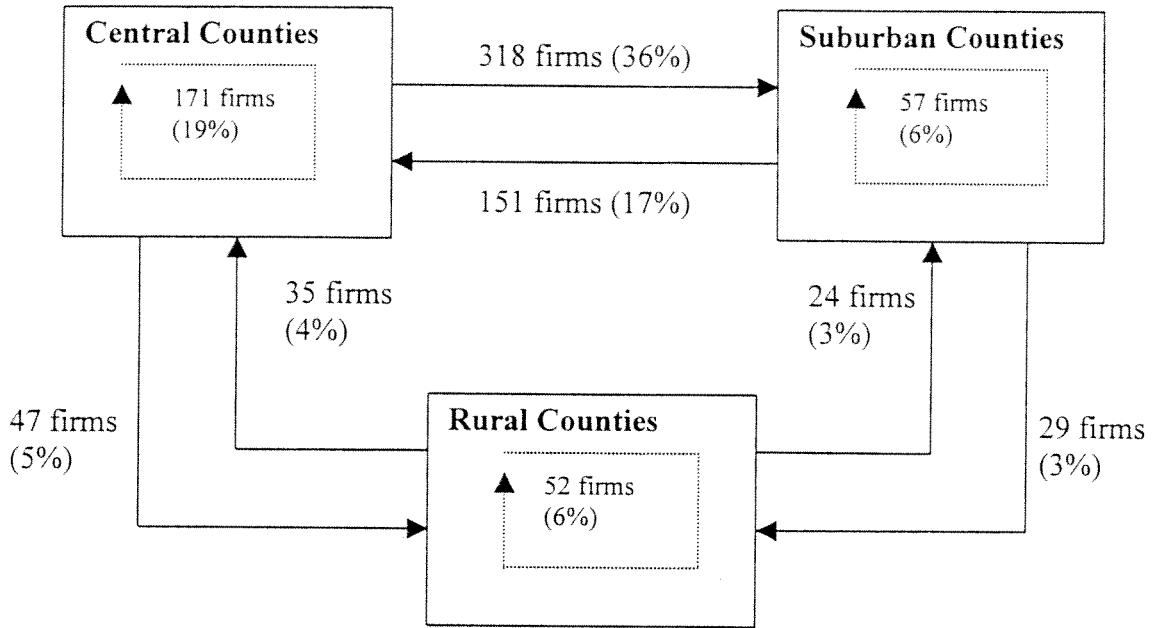 Central Counties
171 firms
(19%)
318 firms (36%)
151 firms (17%)
Suburban Counties
57 firms
(6%)
35 firms
(4%)
24 firms
(3%)
47 firms
(5%)
29 firms
(3%)
Rural Counties
52 firms
(6%)